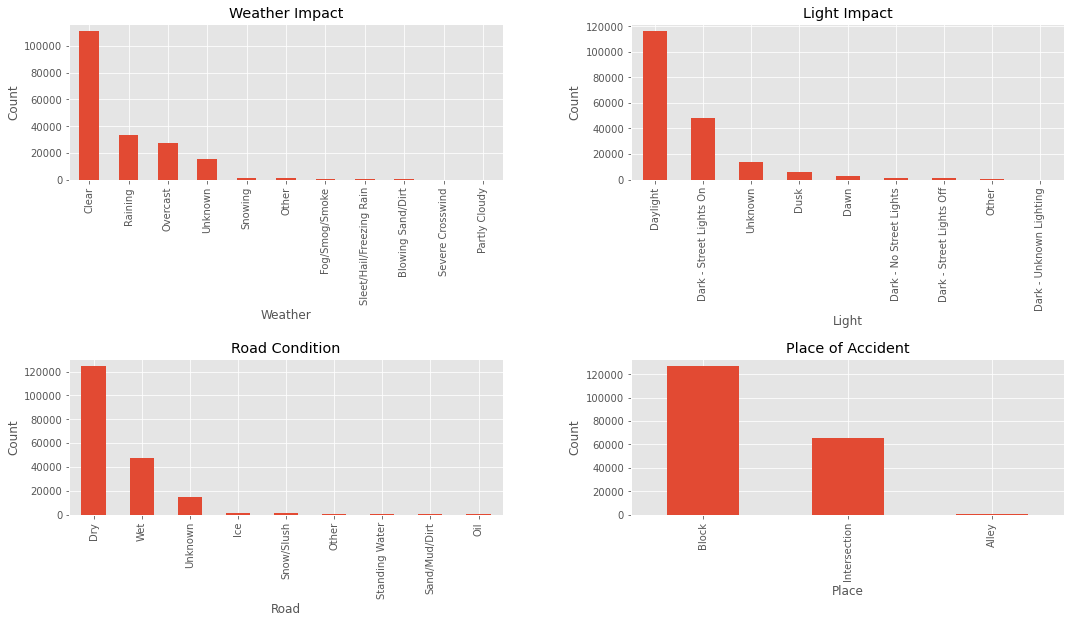 Weather Impact
Count
100000
80000
60000
40000
20000
0
Clear
Raining
Overcast
Unknown
Snowing
Other
Fog/Smog/Smoke
Sleet/Hail/Freezing Rain
Blowing Sand/Dirt
Severe Crosswind
Partly Cloudy
Weather
Light Impact
Count
120000
100000
80000
60000
40000
20000
0
Daylight
Dark - Street Lights On
Unknown
Dusk
Dawn
Dark - No Street Lights
Dark - Street Lights Off
Other
Dark - Unknown Lighting
Light
Road Condition
Count
120000
100000
80000
60000
40000
20000
0
Dry
Wet
Unknown
Ice
Snow/Slush
Other
Standing Water
Sand/Mud/Dirt
Oil
Road
Place of Accident
Count
120000
100000
80000
60000
40000
20000
0
Block
Intersection
Alley
Place